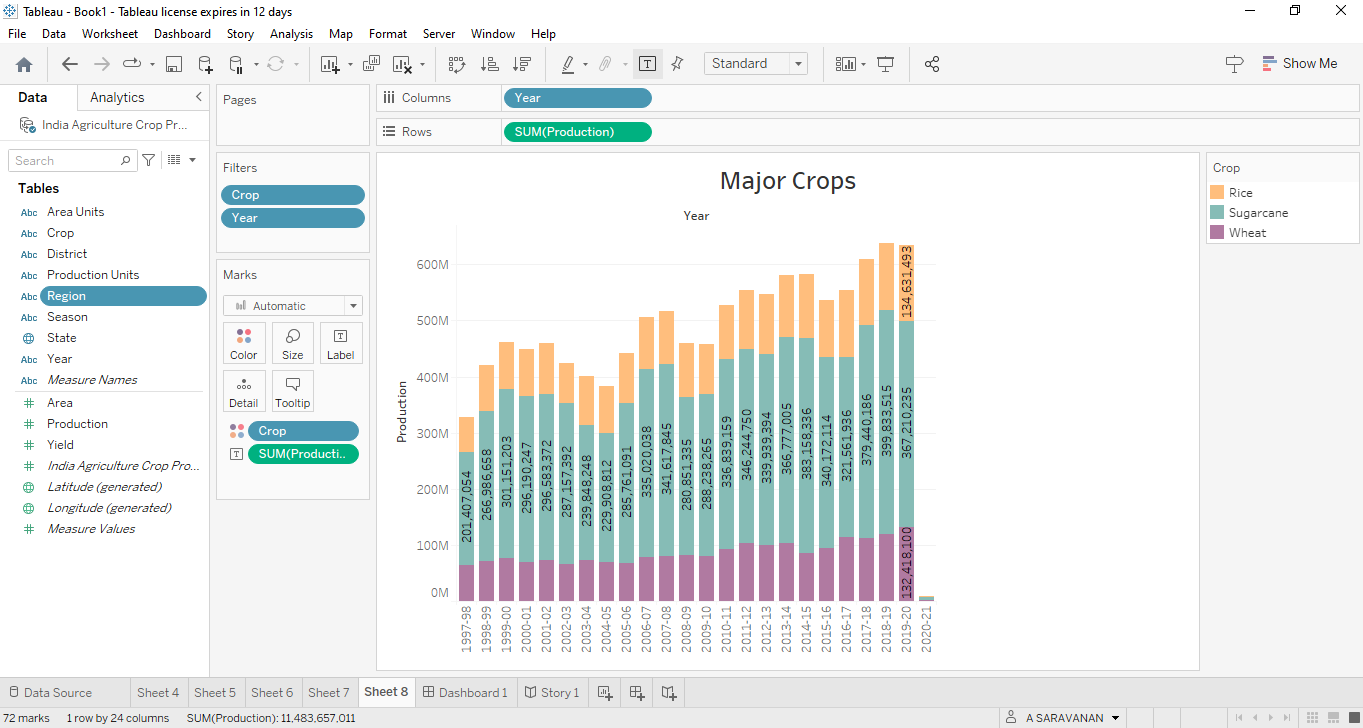 Tableau - Book1 - Tableau license expires in 12 days
File Data Worksheet Dashboard Story Analysis Map Format Server Window Help
Standard
Show Me
Data Analytics
India Agriculture Crop Pr...
Search
Tables
Abc Area Units
Abc Crop
Abc District
Abc Production Units
Abc Region
Abc Season
State
Abc Year
Abc Measure Names
Area
Production
Yield
India Agriculture Crop Pro...
Latitude (generated)
Longitude (generated)
Measure Values
Pages
Filters
Crop
Year
Marks
Automatic
Color Size Label
Detail Tooltip
Crop
SUM(Producti..
Columns Year
Rows SUM(Production)
Major Crops
Year
Production
600M
500M
400M
300M
200M
100M
0M
201,407,054
266,986,658
301,151,203
296,190,247
296,583,372
287,157,392
239,848,248
229,908,812
285,761,091
335,020,038
341,617,845
280,851,335
288,238,265
336,839,159
346,244,750
339,939,394
366,777,005
383,158,336
340,172,114
321,561,936
379,440,186
399,833,515
134,631,493
367,210,235
132,418,100
1997-98
1998-99
1999-00
2000-01
2001-02
2002-03
2003-04
2004-05
2005-06
2006-07
2007-08
2008-09
2009-10
2010-11
2011-12
2012-13
2013-14
2014-15
2015-16
2016-17
2017-18
2018-19
2019-20
2020-21
Crop
Rice
Sugarcane
Wheat
Data Source Sheet 4 Sheet 5 Sheet 6 Sheet 7 Sheet 8 Dashboard 1 Story 1
72 marks 1 row by 24 columns SUM(Production): 11,483,657,011 A SARAVANAN